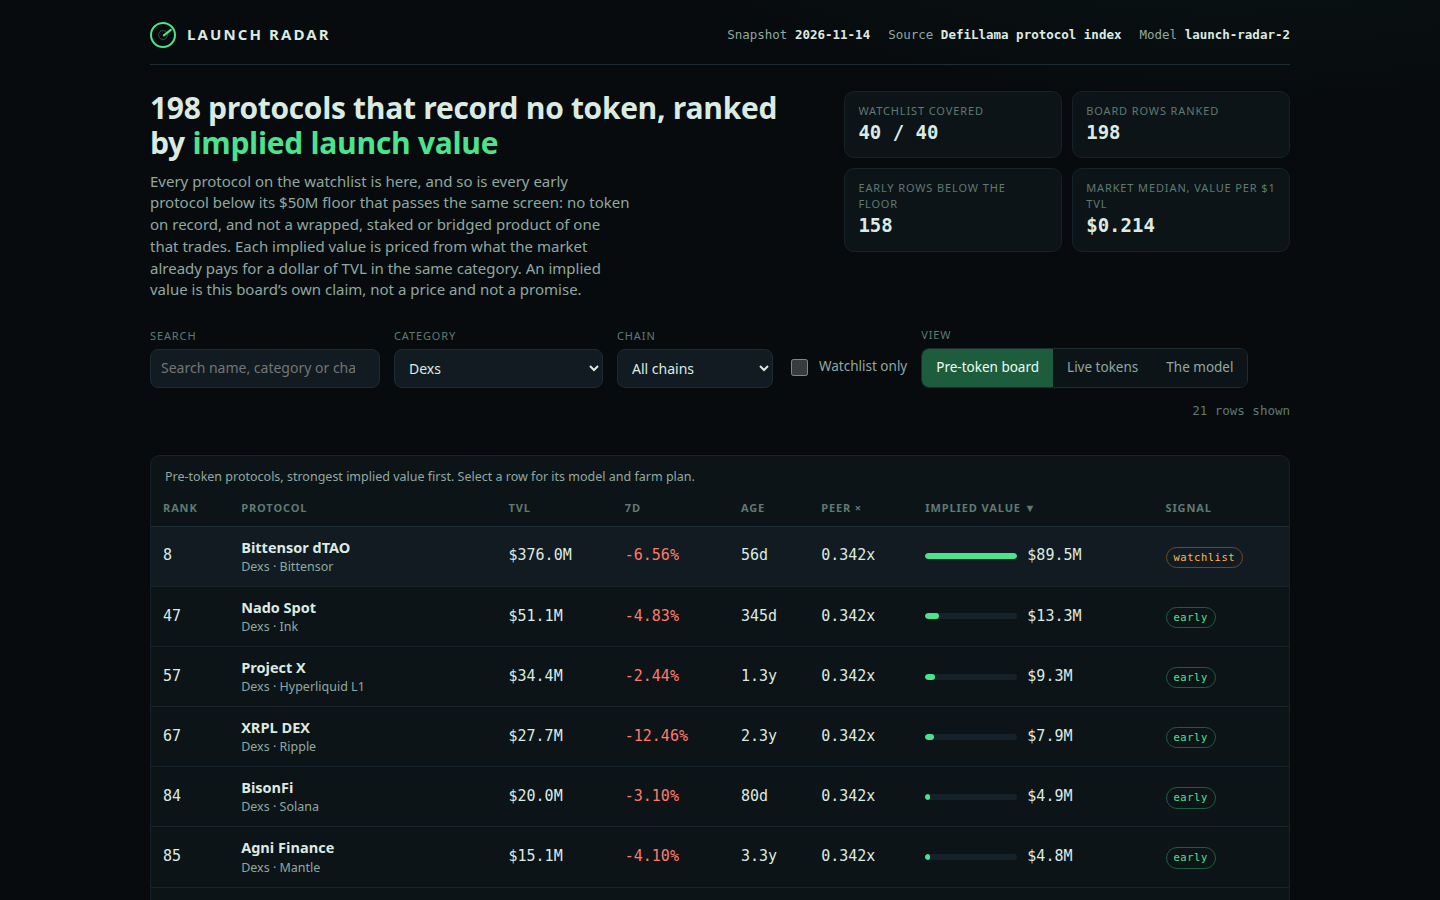 LAUNCH RADAR
Snapshot 2026-11-14 Source DefiLlama protocol index Model launch-radar-2
198 protocols that record no token, ranked
by implied launch value
Every protocol on the watchlist is here, and so is every early
protocol below its $50M floor that passes the same screen: no token
on record, and not a wrapped, staked or bridged product of one
that trades. Each implied value is priced from what the market
already pays for a dollar of TVL in the same category. An implied
value is this board's own claim, not a price and not a promise.
WATCHLIST COVERED
40 / 40
BOARD ROWS RANKED
198
EARLY ROWS BELOW THE
FLOOR
158
MARKET MEDIAN, VALUE PER $1
TVL
$0.214
SEARCH
Search name, category or cha
CATEGORY
Dexs
CHAIN
All chains
Watchlist only
VIEW
Pre-token board Live tokens The model
21 rows shown
Pre-token protocols, strongest implied value first. Select a row for its model and farm plan.
RANK PROTOCOL TVL 7D AGE PEER × IMPLIED VALUE ▼ SIGNAL
8 Bittensor dTAO $376.0M -6.56% 56d 0.342x $89.5M watchlist
Dexs · Bittensor
47 Nado Spot $51.1M -4.83% 345d 0.342x $13.3M early
Dexs · Ink
57 Project X $34.4M -2.44% 1.3y 0.342x $9.3M early
Dexs · Hyperliquid L1
67 XRPL DEX $27.7M -12.46% 2.3y 0.342x $7.9M early
Dexs · Ripple
84 BisonFi $20.0M -3.10% 80d 0.342x $4.9M early
Dexs · Solana
85 Agni Finance $15.1M -4.10% 3.3y 0.342x $4.8M early
Dexs · Mantle